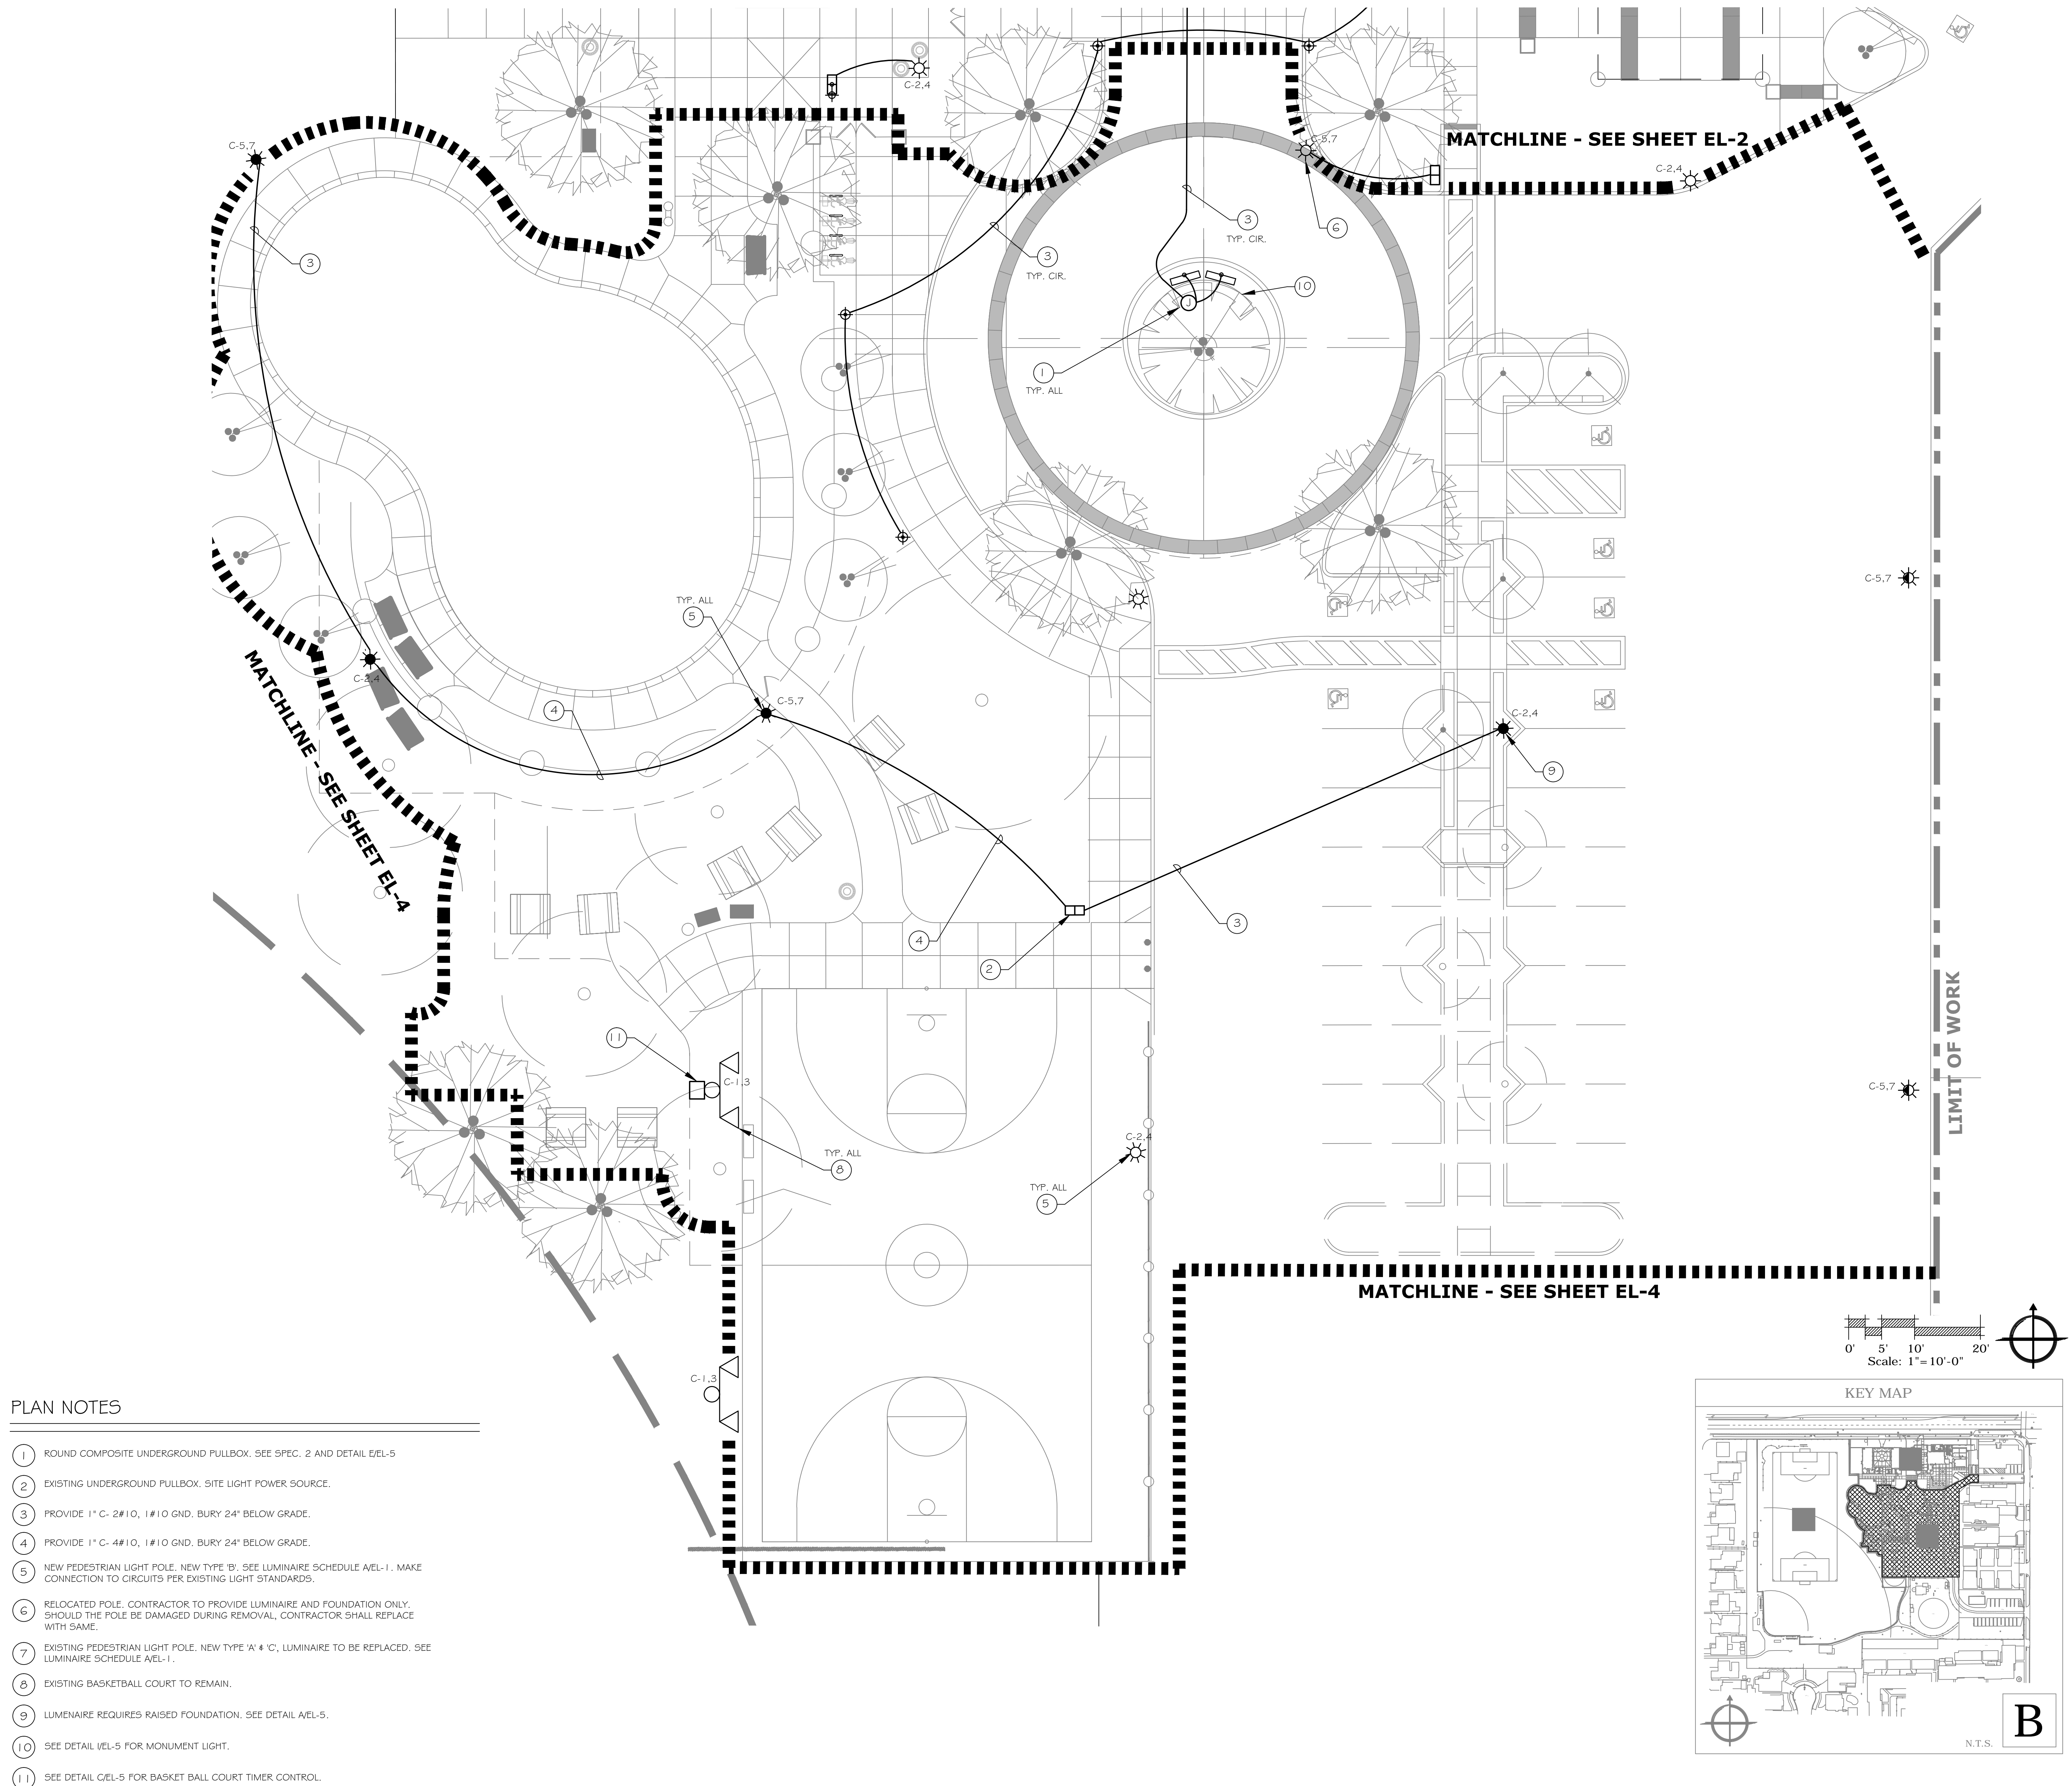 C-2,4
C-5,7
C-5,7
MATCHLINE - SEE SHEET EL-2
C-2,4
3
TYP. CIR.
6
3
TYP. CIR.
3
10
J
1
TYP. ALL
C-5,7
TYP. ALL
5
C-2,4
C-5,7
4
C-2,4
9
MATCHLINE - SEE SHEET EL-4
4
3
2
LIMIT OF WORK
11
C-1,3
C-5,7
C-2,4
TYP. ALL
8
TYP. ALL
5
MATCHLINE - SEE SHEET EL-4
0' 5' 10' 20'
Scale: 1"=10'-0"
C-1,3
KEY MAP
B
N.T.S.
PLAN NOTES
1 ROUND COMPOSITE UNDERGROUND PULLBOX. SEE SPEC. 2 AND DETAIL E/EL-5
2 EXISTING UNDERGROUND PULLBOX. SITE LIGHT POWER SOURCE.
3 PROVIDE 1" C- 2#10, 1#10 GND. BURY 24" BELOW GRADE.
4 PROVIDE 1" C- 4#10, 1#10 GND. BURY 24" BELOW GRADE.
5 NEW PEDESTRIAN LIGHT POLE. NEW TYPE 'B'. SEE LUMINAIRE SCHEDULE A/EL-1. MAKE
CONNECTION TO CIRCUITS PER EXISTING LIGHT STANDARDS.
6 RELOCATED POLE. CONTRACTOR TO PROVIDE LUMINAIRE AND FOUNDATION ONLY.
SHOULD THE POLE BE DAMAGED DURING REMOVAL, CONTRACTOR SHALL REPLACE
WITH SAME.
7 EXISTING PEDESTRIAN LIGHT POLE. NEW TYPE 'A' & 'C', LUMINAIRE TO BE REPLACED. SEE
LUMINAIRE SCHEDULE A/EL-1.
8 EXISTING BASKETBALL COURT TO REMAIN.
9 LUMENAIRE REQUIRES RAISED FOUNDATION. SEE DETAIL A/EL-5.
10 SEE DETAIL I/EL-5 FOR MONUMENT LIGHT.
11 SEE DETAIL C/EL-5 FOR BASKET BALL COURT TIMER CONTROL.